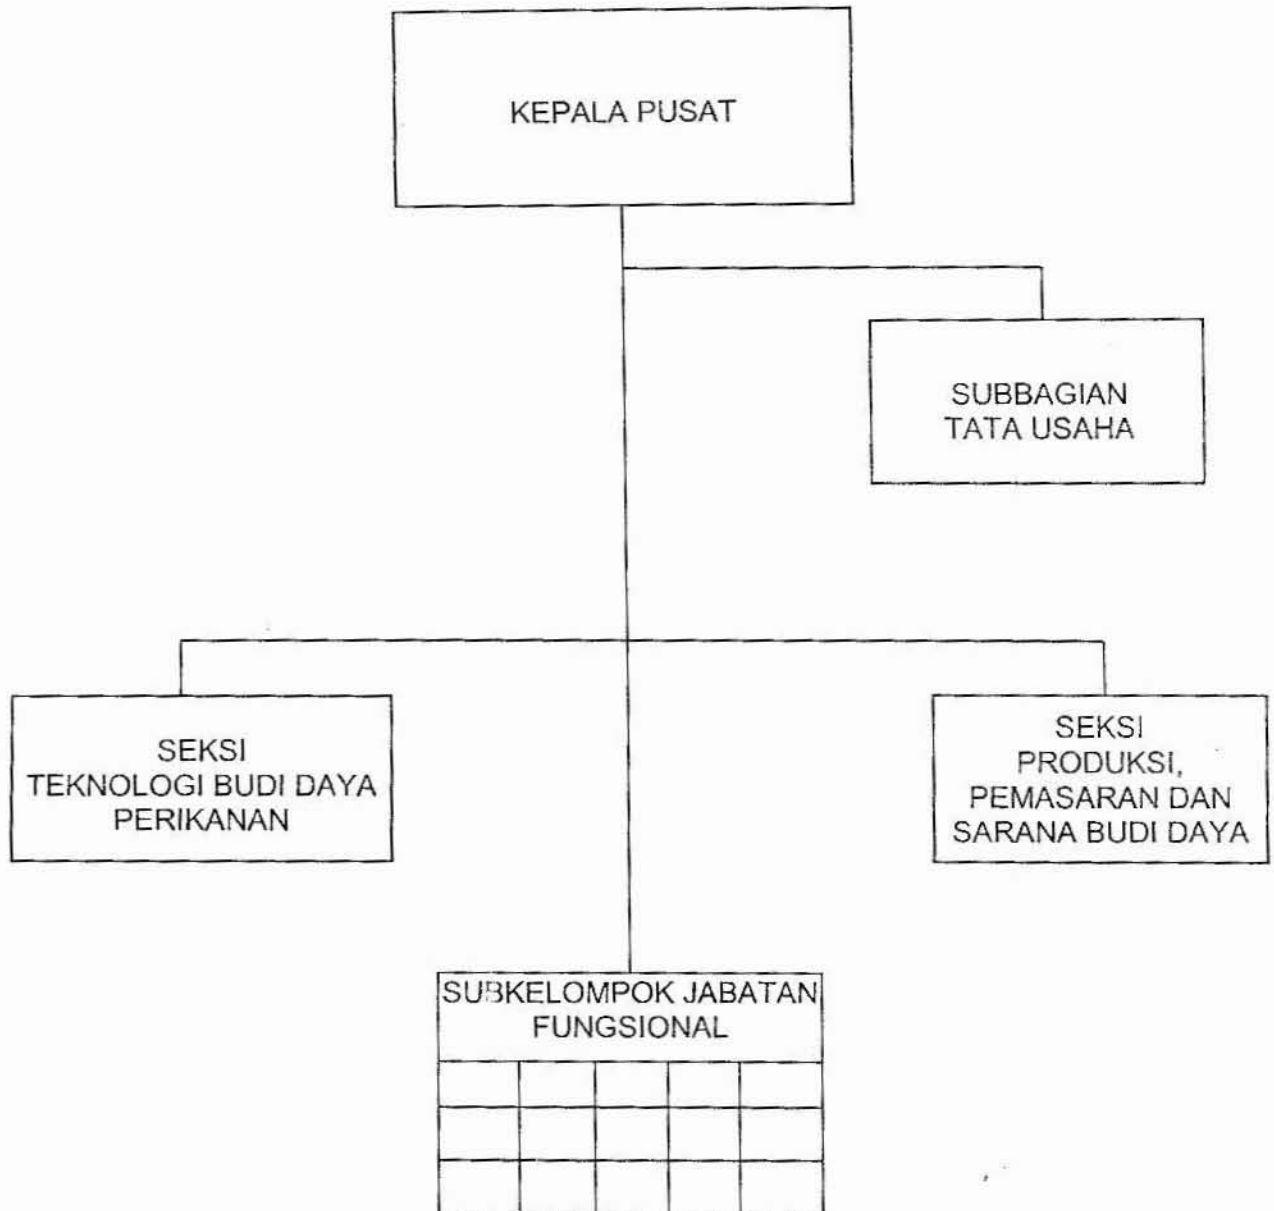 KEPALA PUSAT
SUBBAGIAN
TATA USAHA
SEKSI
TEKNOLOGI BUDI DAYA
PERIKANAN
SEKSI
PRODUKSI,
PEMASARAN DAN
SARANA BUDI DAYA
SUBKELOMPOK JABATAN
FUNGSIONAL